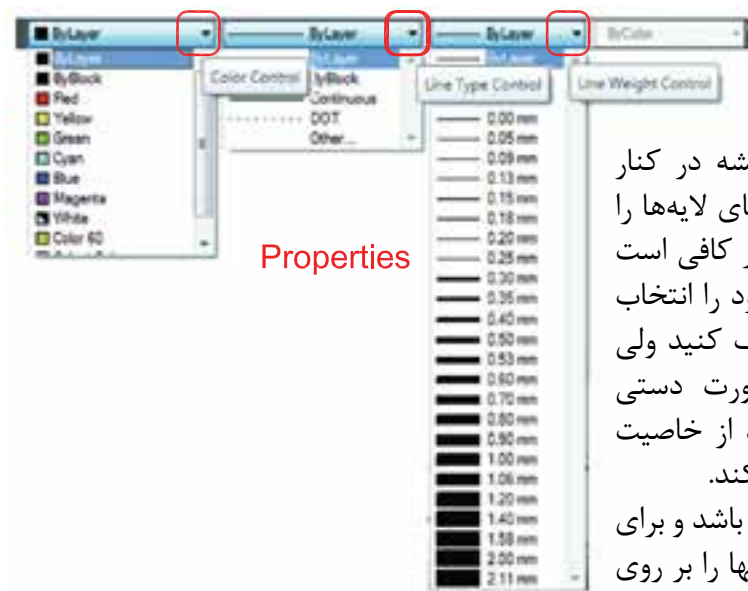 ByLayer ByLayer ByLayer ByColor
ByLayer
ByBlock
Red
Yellow
Green
Cyan
Blue
Magenta
White
Color 60
Color Control
ByLayer
ByBlock
Continuous
DOT
Other...
Line Type Control
ByLayer
0.00 mm
0.05 mm
0.09 mm
0.13 mm
0.15 mm
0.18 mm
0.20 mm
0.25 mm
0.30 mm
0.35 mm
0.40 mm
0.50 mm
0.53 mm
0.60 mm
0.70 mm
0.80 mm
0.90 mm
1.00 mm
1.06 mm
1.20 mm
1.40 mm
1.58 mm
2.00 mm
2.11 mm
Line Weight Control
Properties
در کنار
لایه‌ها را
کافی است
را انتخاب
کنید ولی
دستی
از خاصیت
باشد و برای
را بر روی